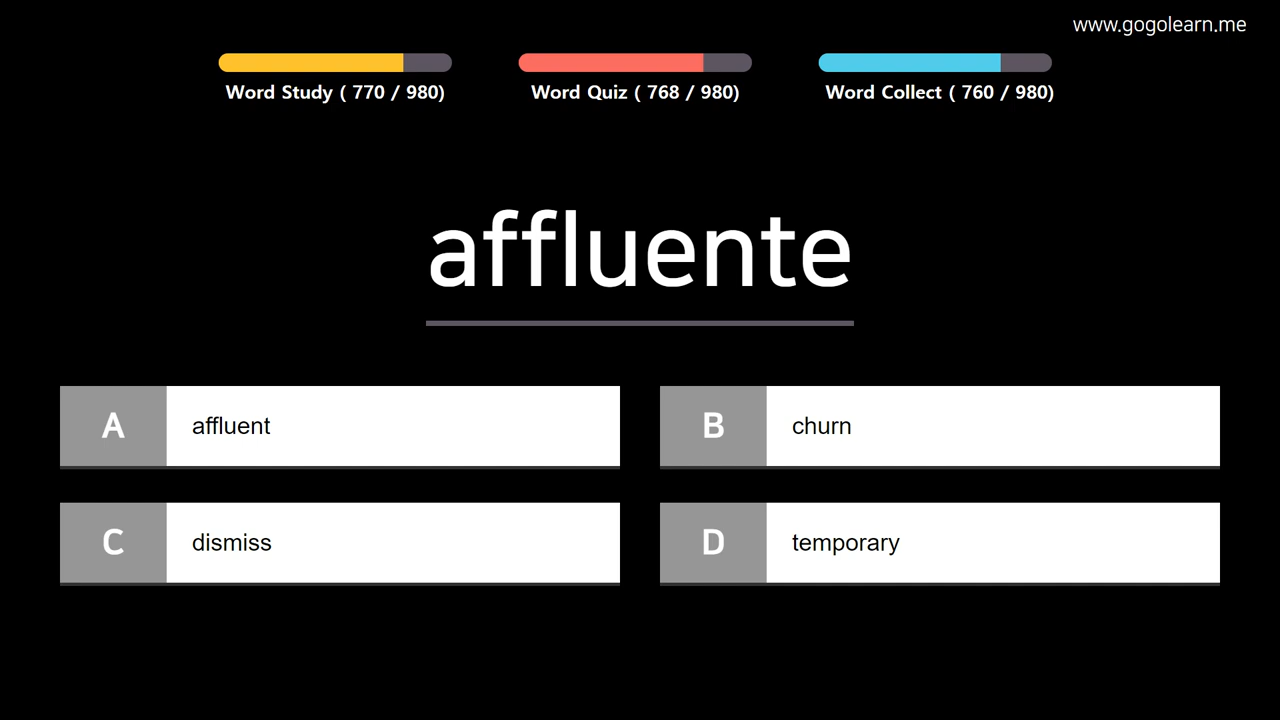 www.gogolearn.me
Word Study ( 770 / 980)
Word Quiz ( 768 / 980)
Word Collect ( 760 / 980)
affluente
A affluent
B churn
C dismiss
D temporary